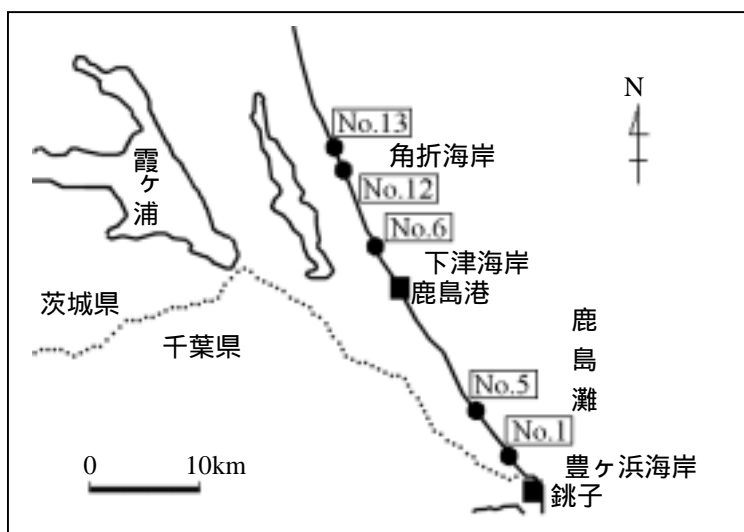 N
No.13
角折海岸
霞ヶ浦
No.12
No.6
下津海岸
鹿島港
茨城県
千葉県
鹿島灘
No.5
No.1
0 10km
豊ヶ浜海岸
銚子